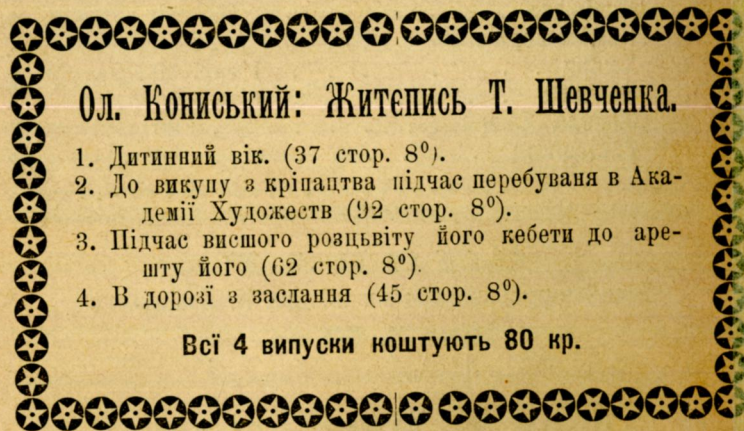 Ол. Кониський: Житєпись Т. Шевченка.
1. Дитинний вік. (37 стор. 8⁰).
2. До викупу з кріпацтва підчас перебуваня в Ака-
демії Художеств (92 стор. 8⁰).
3. Підчас висшого розцьвіту його кебети до аре-
шту його (62 стор. 8⁰).
4. В дорозї з заслання (45 стор. 8⁰).
Всї 4 випуски коштують 80 кр.